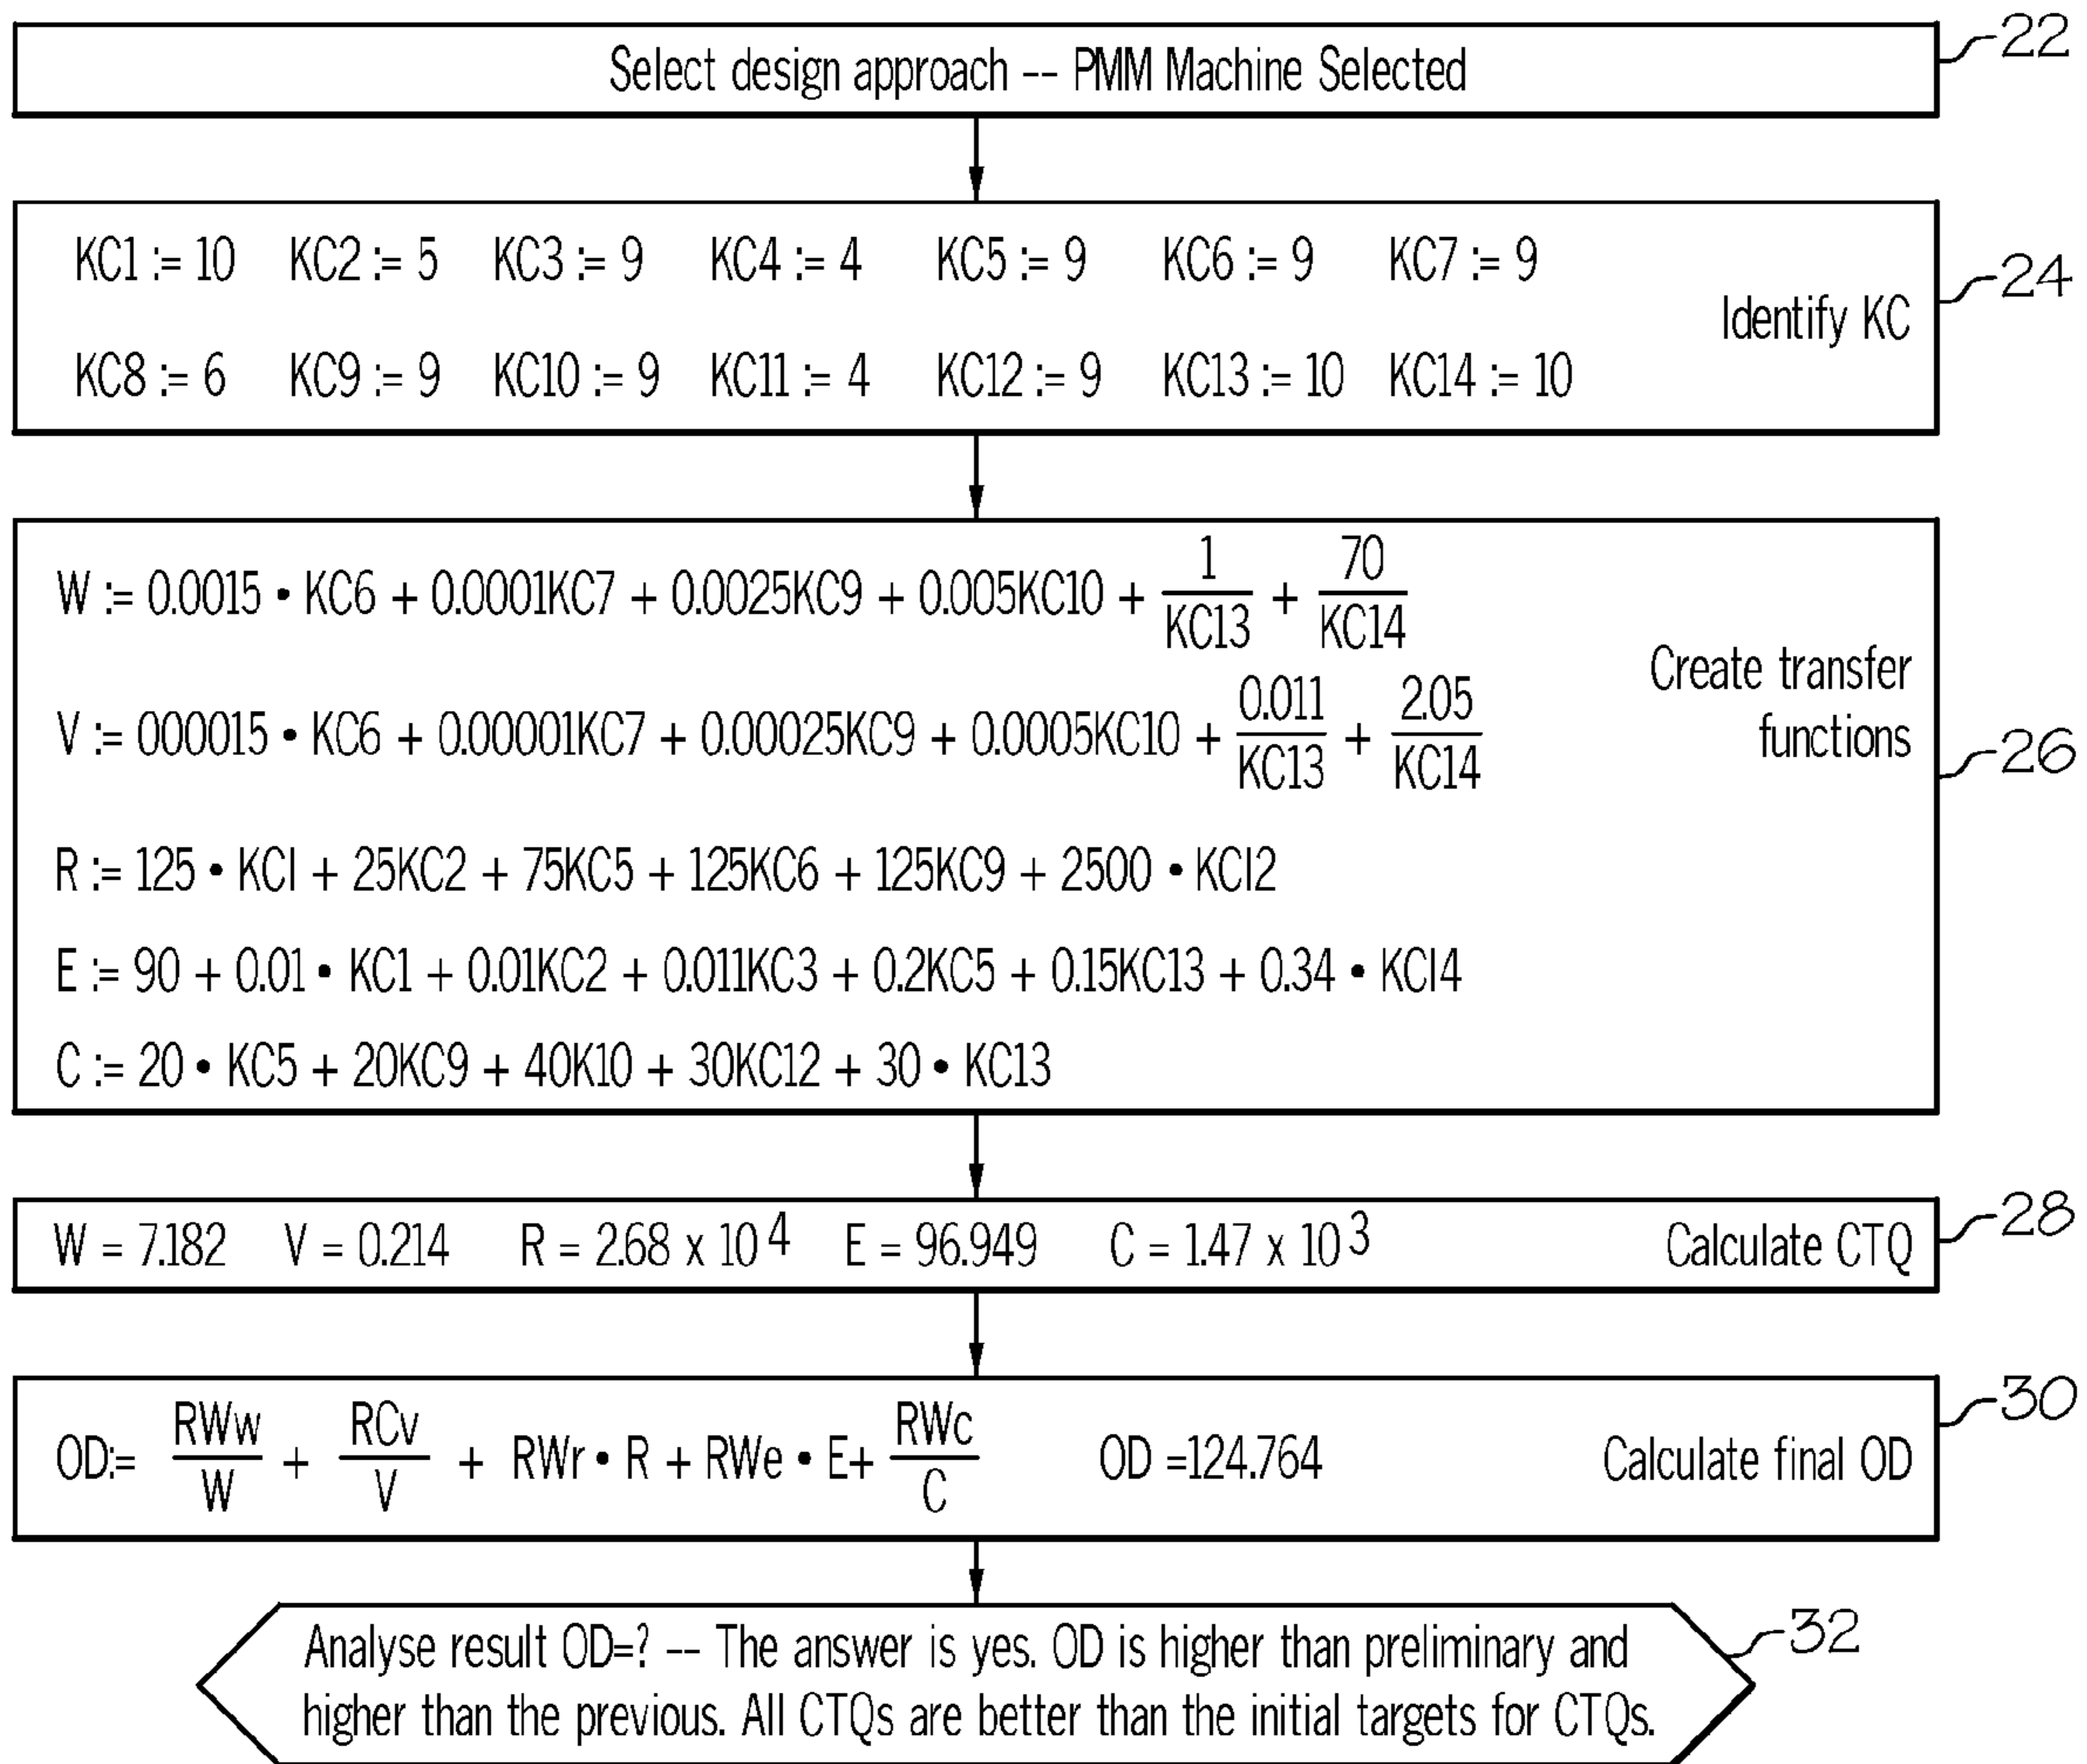 Select design approach -- PMM Machine Selected
22
KC1 := 10 KC2 := 5 KC3 := 9 KC4 := 4 KC5 := 9 KC6 := 9 KC7 := 9
KC8 := 6 KC9 := 9 KC10 := 9 KC11 := 4 KC12 := 9 KC13 := 10 KC14 := 10
Identify KC
24
W := 0.0015 • KC6 + 0.0001KC7 + 0.0025KC9 + 0.005KC10 + 1/KC13 + 70/KC14
V := 000015 • KC6 + 0.00001KC7 + 0.00025KC9 + 0.0005KC10 + 0.011/KC13 + 2.05/KC14
R := 125 • KCI + 25KC2 + 75KC5 + 125KC6 + 125KC9 + 2500 • KCI2
E := 90 + 0.01 • KC1 + 0.01KC2 + 0.011KC3 + 0.2KC5 + 0.15KC13 + 0.34 • KCI4
C := 20 • KC5 + 20KC9 + 40K10 + 30KC12 + 30 • KC13
Create transfer
functions
26
W = 7.182 V = 0.214 R = 2.68 x 10^4 E = 96.949 C = 1.47 x 10^3 Calculate CTQ
28
OD:= RWw/W + RCv/V + RWr • R + RWe • E+ RWc/C OD =124.764 Calculate final OD
30
Analyse result OD=? -- The answer is yes. OD is higher than preliminary and
higher than the previous. All CTQs are better than the initial targets for CTQs.
32